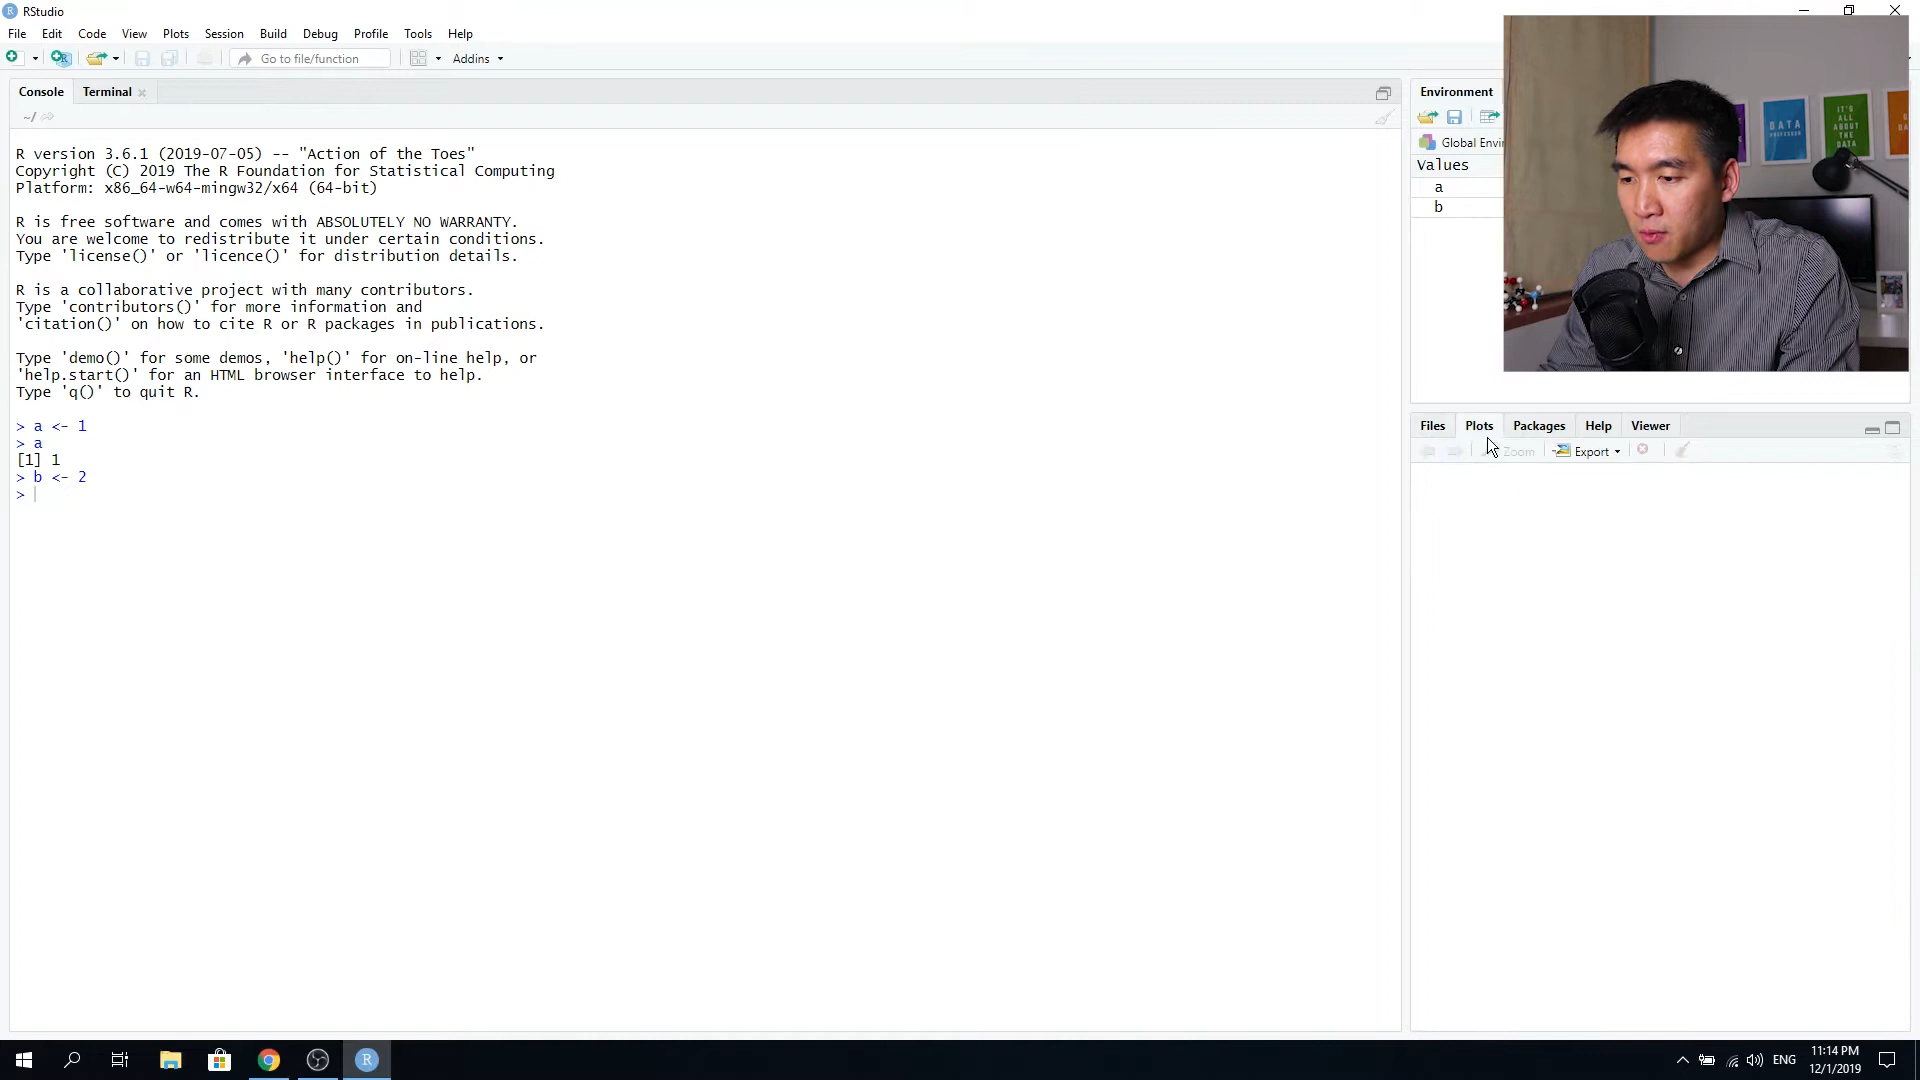 RStudio
File Edit Code View Plots Session Build Debug Profile Tools Help
Go to file/function Addins
Console Terminal
~/
R version 3.6.1 (2019-07-05) -- "Action of the Toes"
Copyright (C) 2019 The R Foundation for Statistical Computing
Platform: x86_64-w64-mingw32/x64 (64-bit)
R is free software and comes with ABSOLUTELY NO WARRANTY.
You are welcome to redistribute it under certain conditions.
Type 'license()' or 'licence()' for distribution details.
R is a collaborative project with many contributors.
Type 'contributors()' for more information and
'citation()' on how to cite R or R packages in publications.
Type 'demo()' for some demos, 'help()' for on-line help, or
'help.start()' for an HTML browser interface to help.
Type 'q()' to quit R.
> a <- 1
> a
[1] 1
> b <- 2
>
Environment
Global Envi
Values
a
b
DATA
PROFESSOR
IT'S
ALL
ABOUT
THE
DATA
Files Plots Packages Help Viewer
Zoom Export
ENG
11:14 PM
12/1/2019